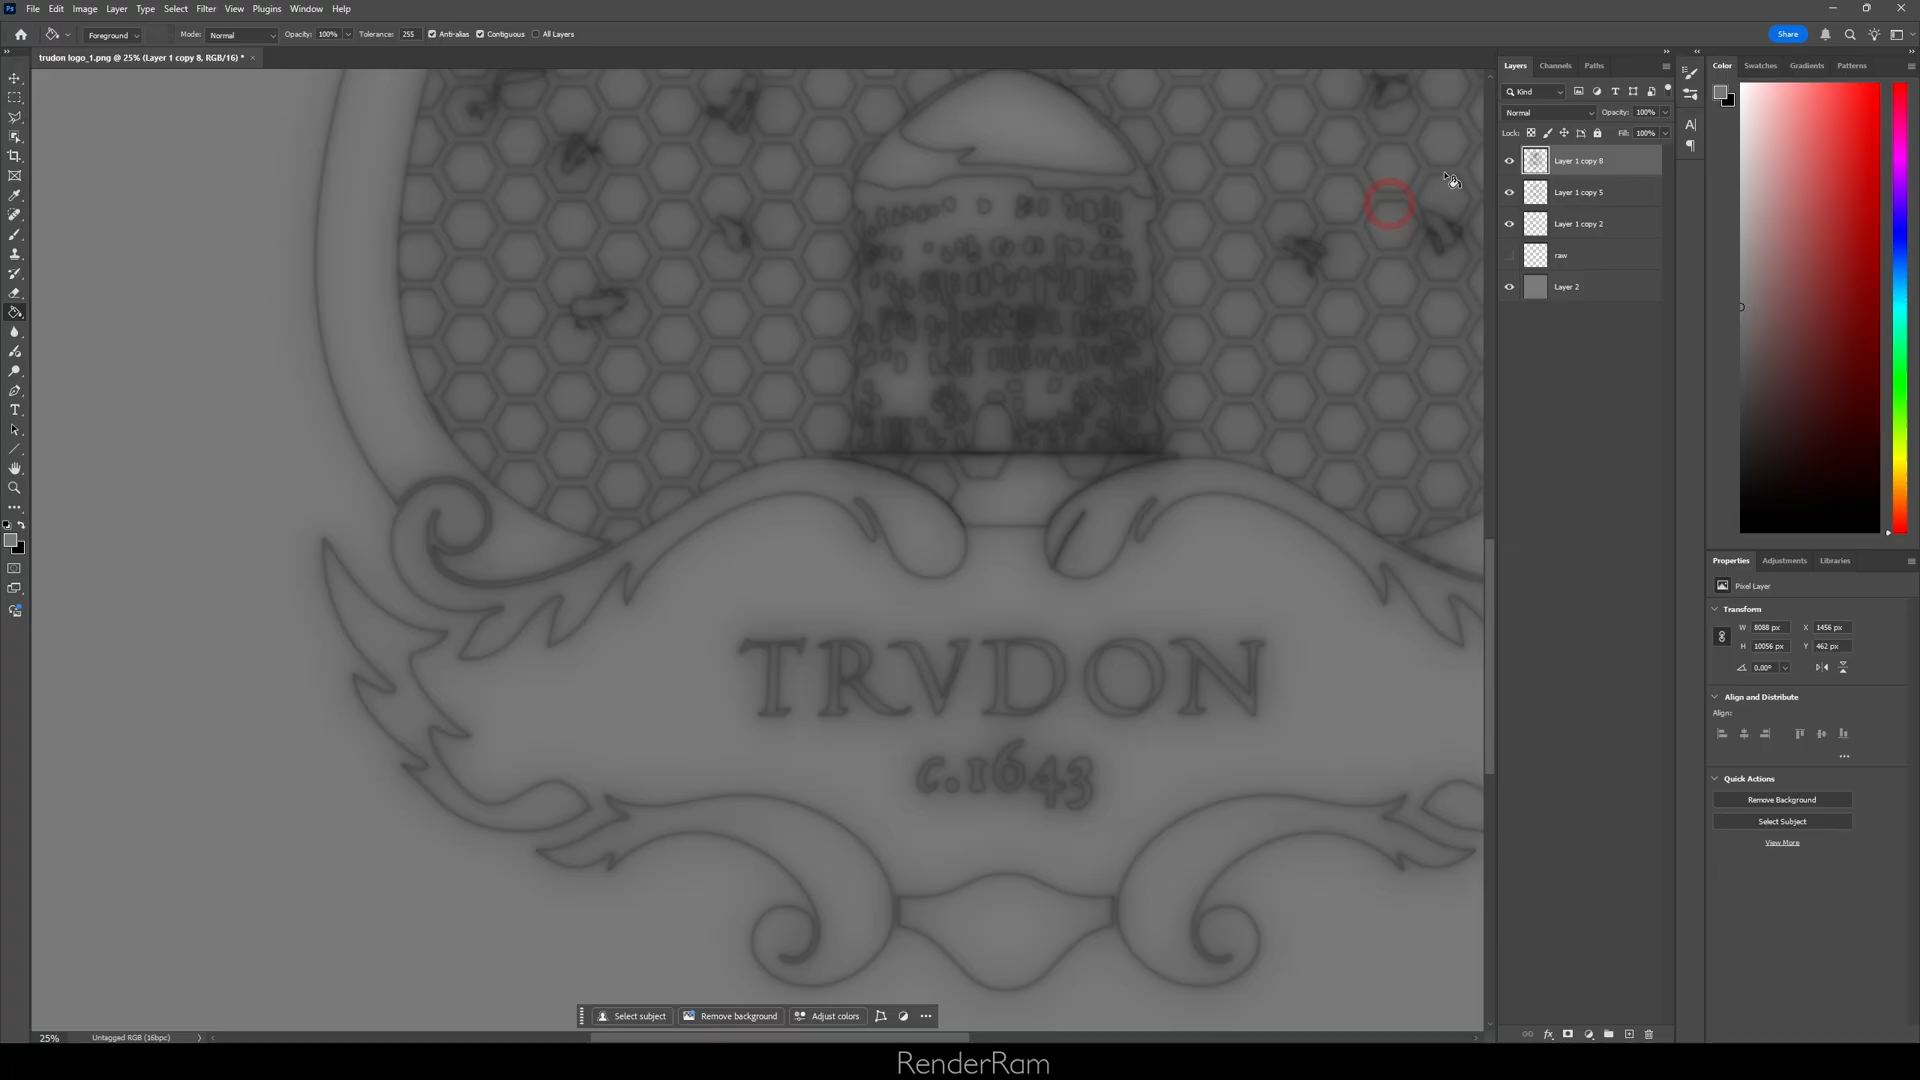 File Edit Image Layer Type Select Filter View Plugins Window Help
Foreground Mode: Normal Opacity: 100% Tolerance: 255 Anti-alias Contiguous All Layers Share
trudon logo_1.png @ 25% (Layer 1 copy 8, RGB/16) *
Layers Channels Paths
Kind
Normal Opacity: 100%
Lock: Fill: 100%
Layer 1 copy 8
Layer 1 copy 5
Layer 1 copy 2
raw
Layer 2
Color Swatches Gradients Patterns
Properties Adjustments Libraries
Pixel Layer
Transform
W 8088 px X 1456 px
H 10056 px Y 462 px
0.00°
Align and Distribute
Align:
Quick Actions
Remove Background
Select Subject
View More
TRVDON
c.1643
Select subject Remove background Adjust colors
25% Untagged RGB (16bpc)
RenderRam